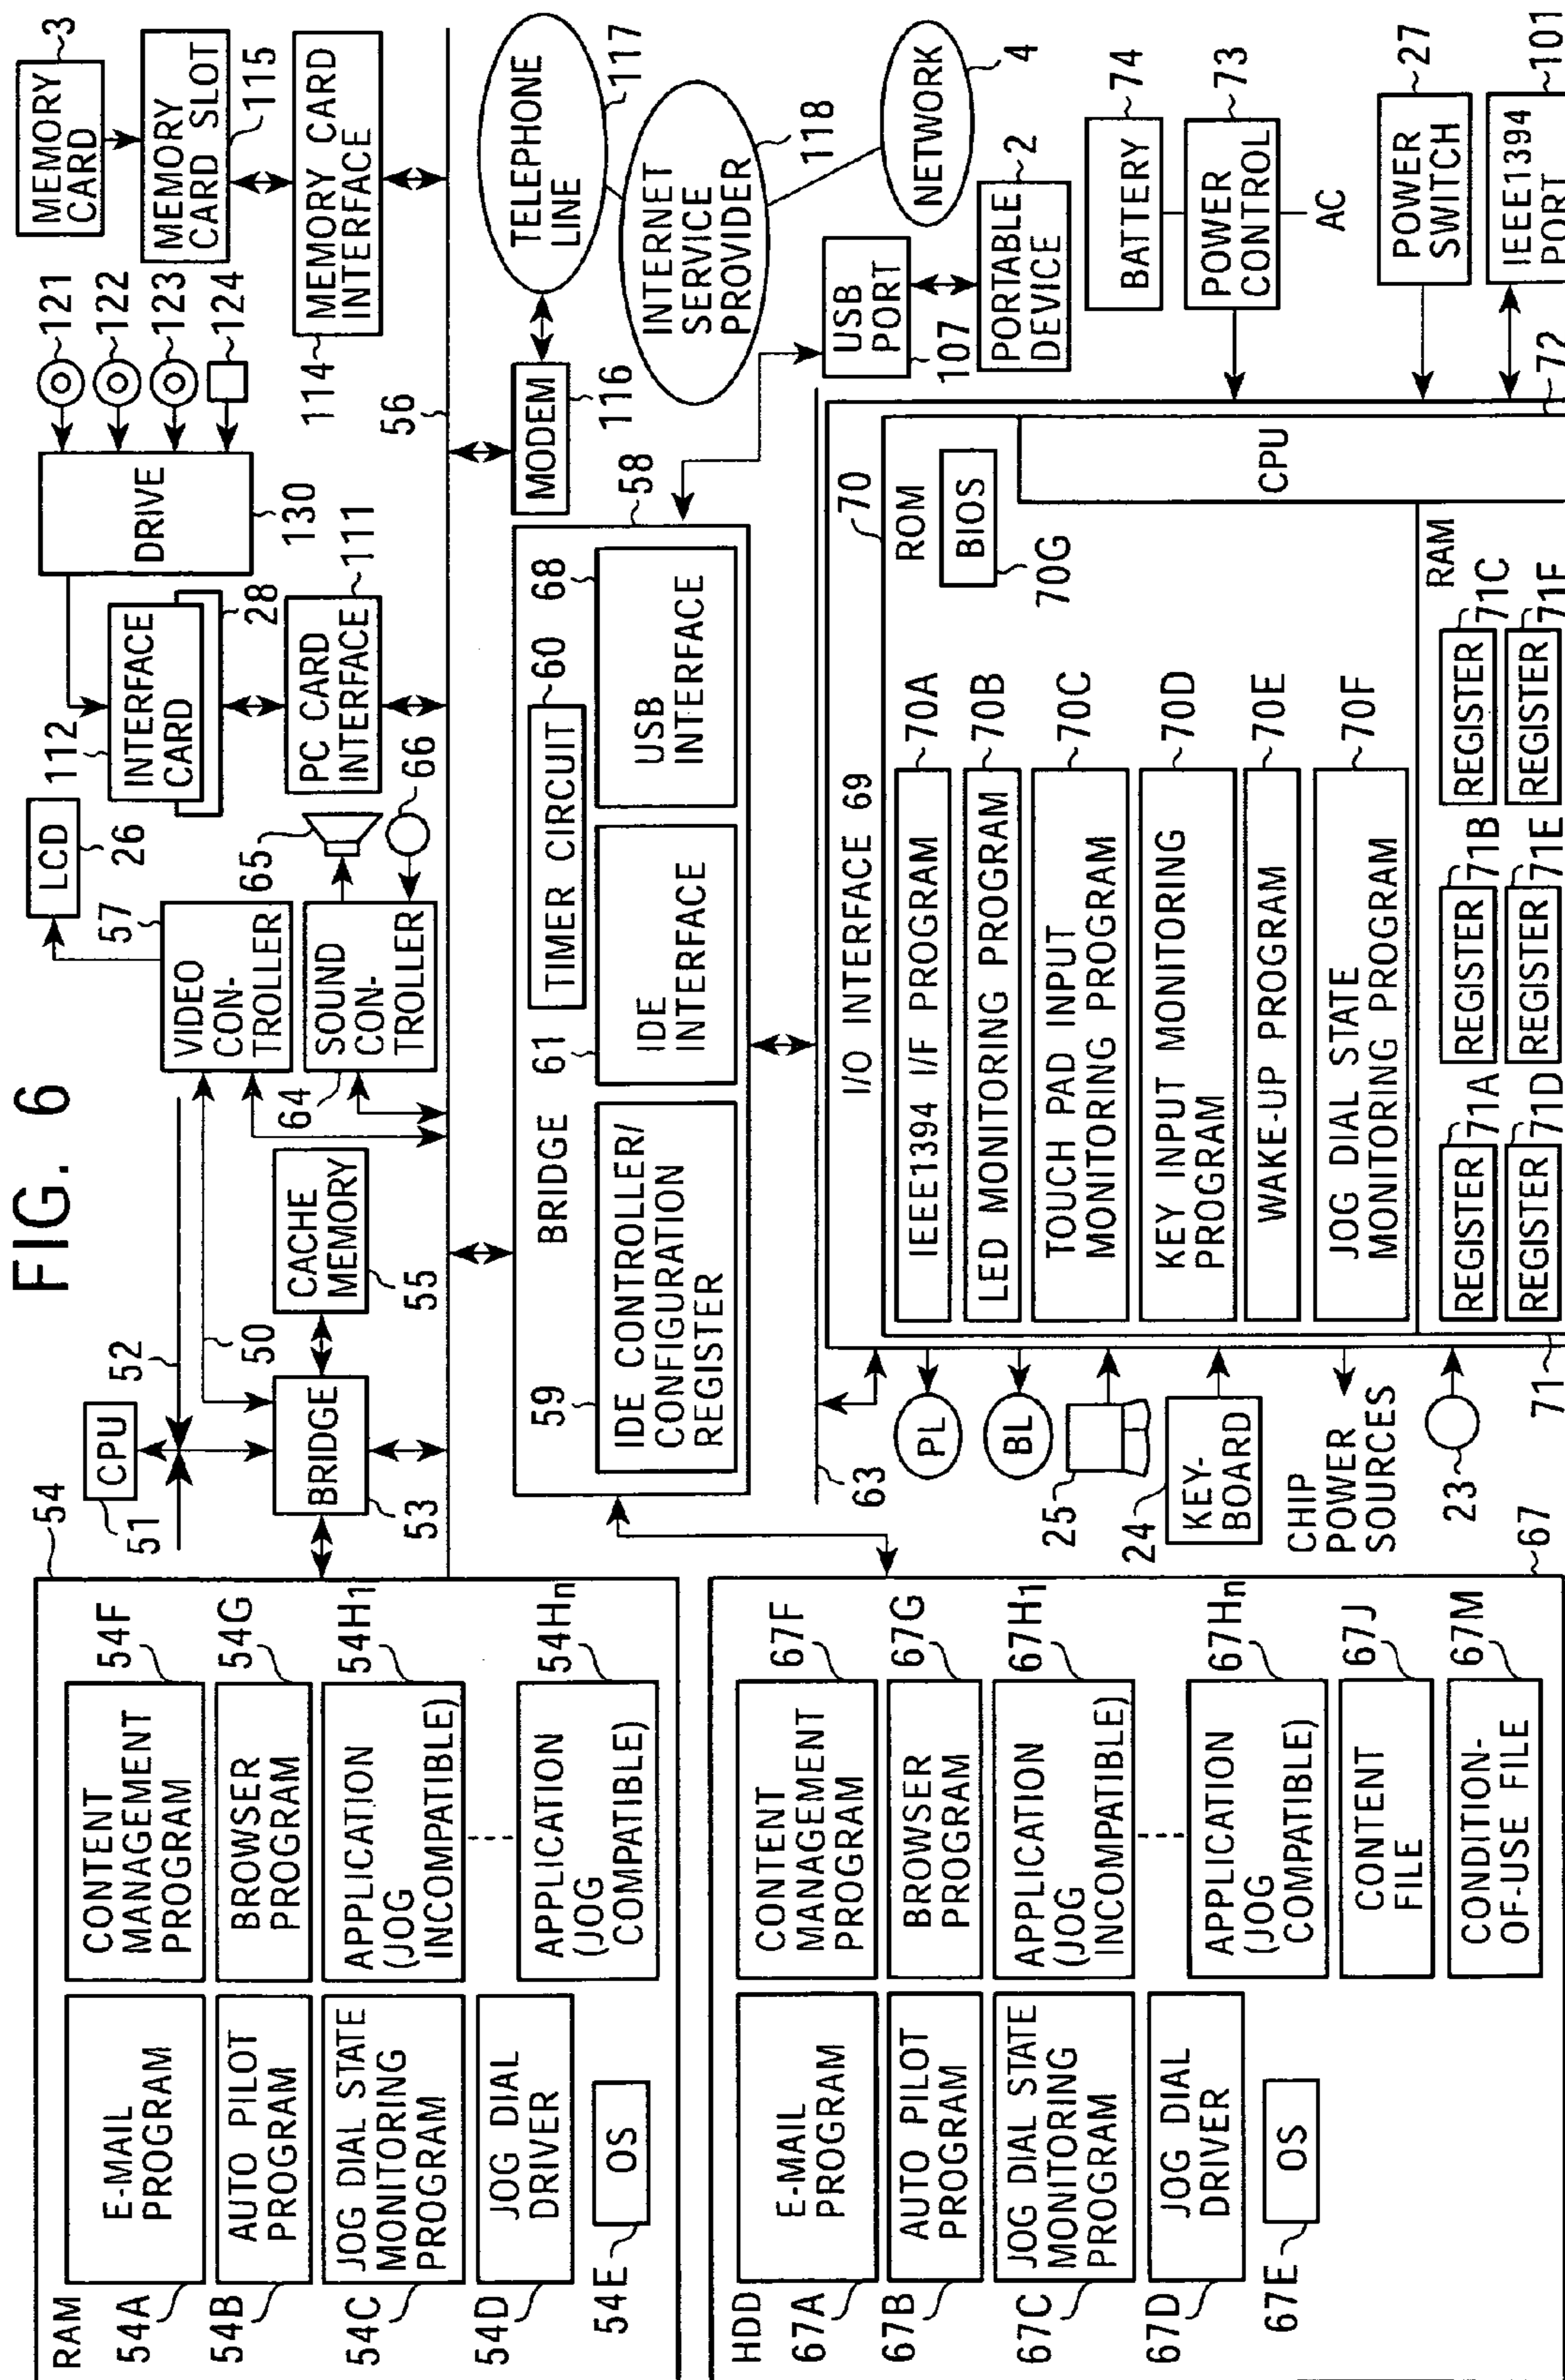 FIG. 6
RAM
54
54A
E-MAIL
PROGRAM
54B
AUTO PILOT
PROGRAM
54C
JOG DIAL STATE
MONITORING
PROGRAM
54D
JOG DIAL
DRIVER
54E
OS
CONTENT
MANAGEMENT
PROGRAM
54F
BROWSER
PROGRAM
54G
APPLICATION
(JOG
INCOMPATIBLE)
54H1
APPLICATION
(JOG
COMPATIBLE)
54Hn
51
CPU
52
50
BRIDGE
53
CACHE
MEMORY
55
VIDEO
CON-
TROLLER
57
LCD
26
SOUND
CON-
TROLLER
64
65
66
112
INTERFACE
CARD
28
PC CARD
INTERFACE
111
DRIVE
130
121
122
123
124
MEMORY
CARD
3
MEMORY
CARD SLOT
115
MEMORY CARD
INTERFACE
114
56
MODEM
116
TELEPHONE
LINE
117
INTERNET
SERVICE
PROVIDER
118
NETWORK
4
BRIDGE
58
59
IDE CONTROLLER/
CONFIGURATION
REGISTER
61
IDE
INTERFACE
TIMER CIRCUIT
60
68
USB
INTERFACE
USB
PORT
107
PORTABLE
DEVICE
2
BATTERY
74
POWER
CONTROL
73
AC
POWER
SWITCH
27
IEEE1394
PORT
101
HDD
67
67A
E-MAIL
PROGRAM
67B
AUTO PILOT
PROGRAM
67C
JOG DIAL STATE
MONITORING
PROGRAM
67D
JOG DIAL
DRIVER
67E
OS
CONTENT
MANAGEMENT
PROGRAM
67F
BROWSER
PROGRAM
67G
APPLICATION
(JOG
INCOMPATIBLE)
67H1
APPLICATION
(JOG
COMPATIBLE)
67Hn
CONTENT
FILE
67J
CONDITION-
OF-USE FILE
67M
63
PL
BL
25
24
KEY-
BOARD
CHIP
POWER
SOURCES
23
I/O INTERFACE 69
70
ROM
BIOS
70G
IEEE1394 I/F PROGRAM
70A
LED MONITORING PROGRAM
70B
TOUCH PAD INPUT
MONITORING PROGRAM
70C
KEY INPUT MONITORING
PROGRAM
70D
WAKE-UP PROGRAM
70E
JOG DIAL STATE
MONITORING PROGRAM
70F
CPU
72
71
RAM
REGISTER
71A
REGISTER
71B
REGISTER
71C
REGISTER
71D
REGISTER
71E
REGISTER
71F